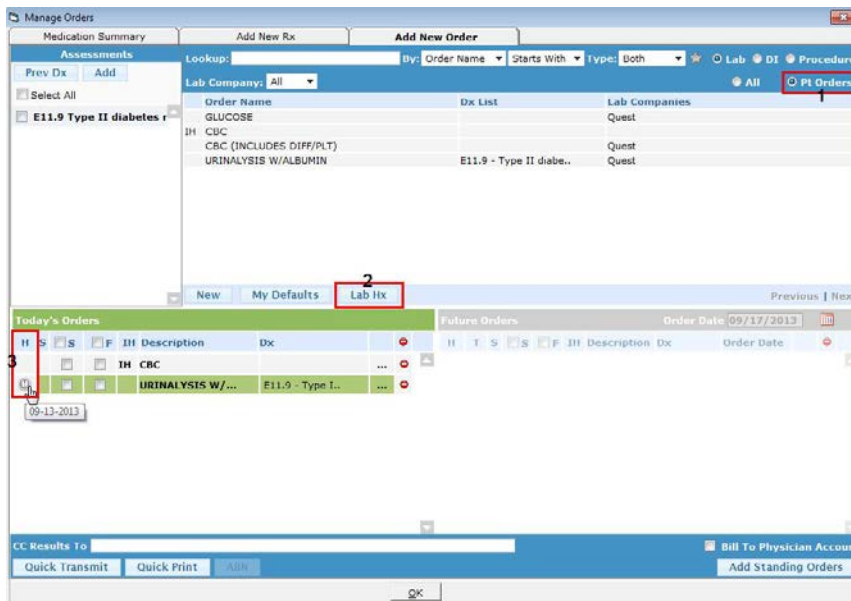 Manage Orders
Medication Summary Add New Rx Add New Order
Assessments
Prev Dx Add
Select All
E11.9 Type II diabetes r
Lookup: By: Order Name Starts With Type: Both Lab DI Procedure
Lab Company: All All Pt Orders
1
Order Name Dx List Lab Companies
GLUCOSE Quest
IH CBC
CBC (INCLUDES DIFF/PLT) Quest
URINALYSIS W/ALBUMIN E11.9 - Type II diabe.. Quest
2
New My Defaults Lab Hx Previous | Nex
Today's Orders
H S S F IH Description Dx
3
IH CBC ...
URINALYSIS W/... E11.9 - Type I.. ...
09-13-2013
Future Orders Order Date 09/17/2013
H T S S F IH Description Dx Order Date
CC Results To Bill To Physician Accoun
Quick Transmit Quick Print ABN Add Standing Orders
OK